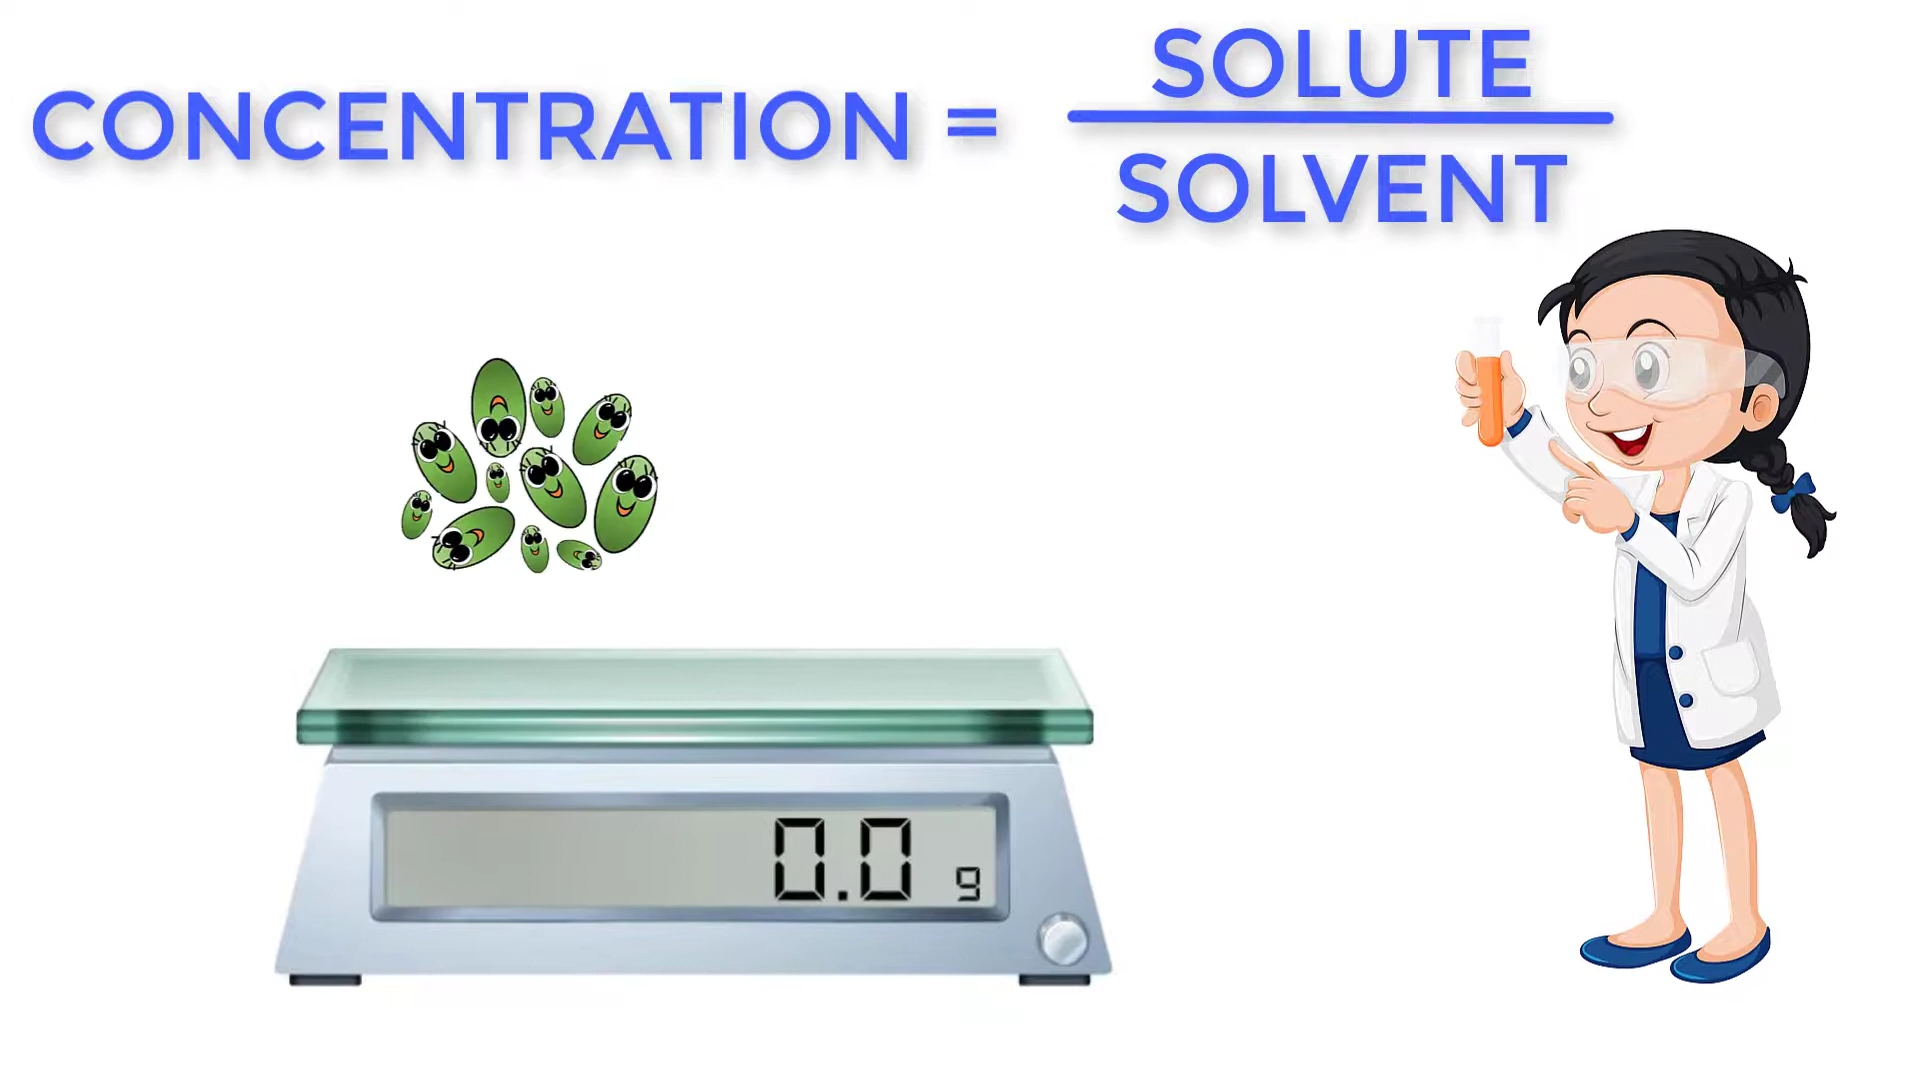 CONCENTRATION =
SOLUTE
SOLVENT
0.0 g